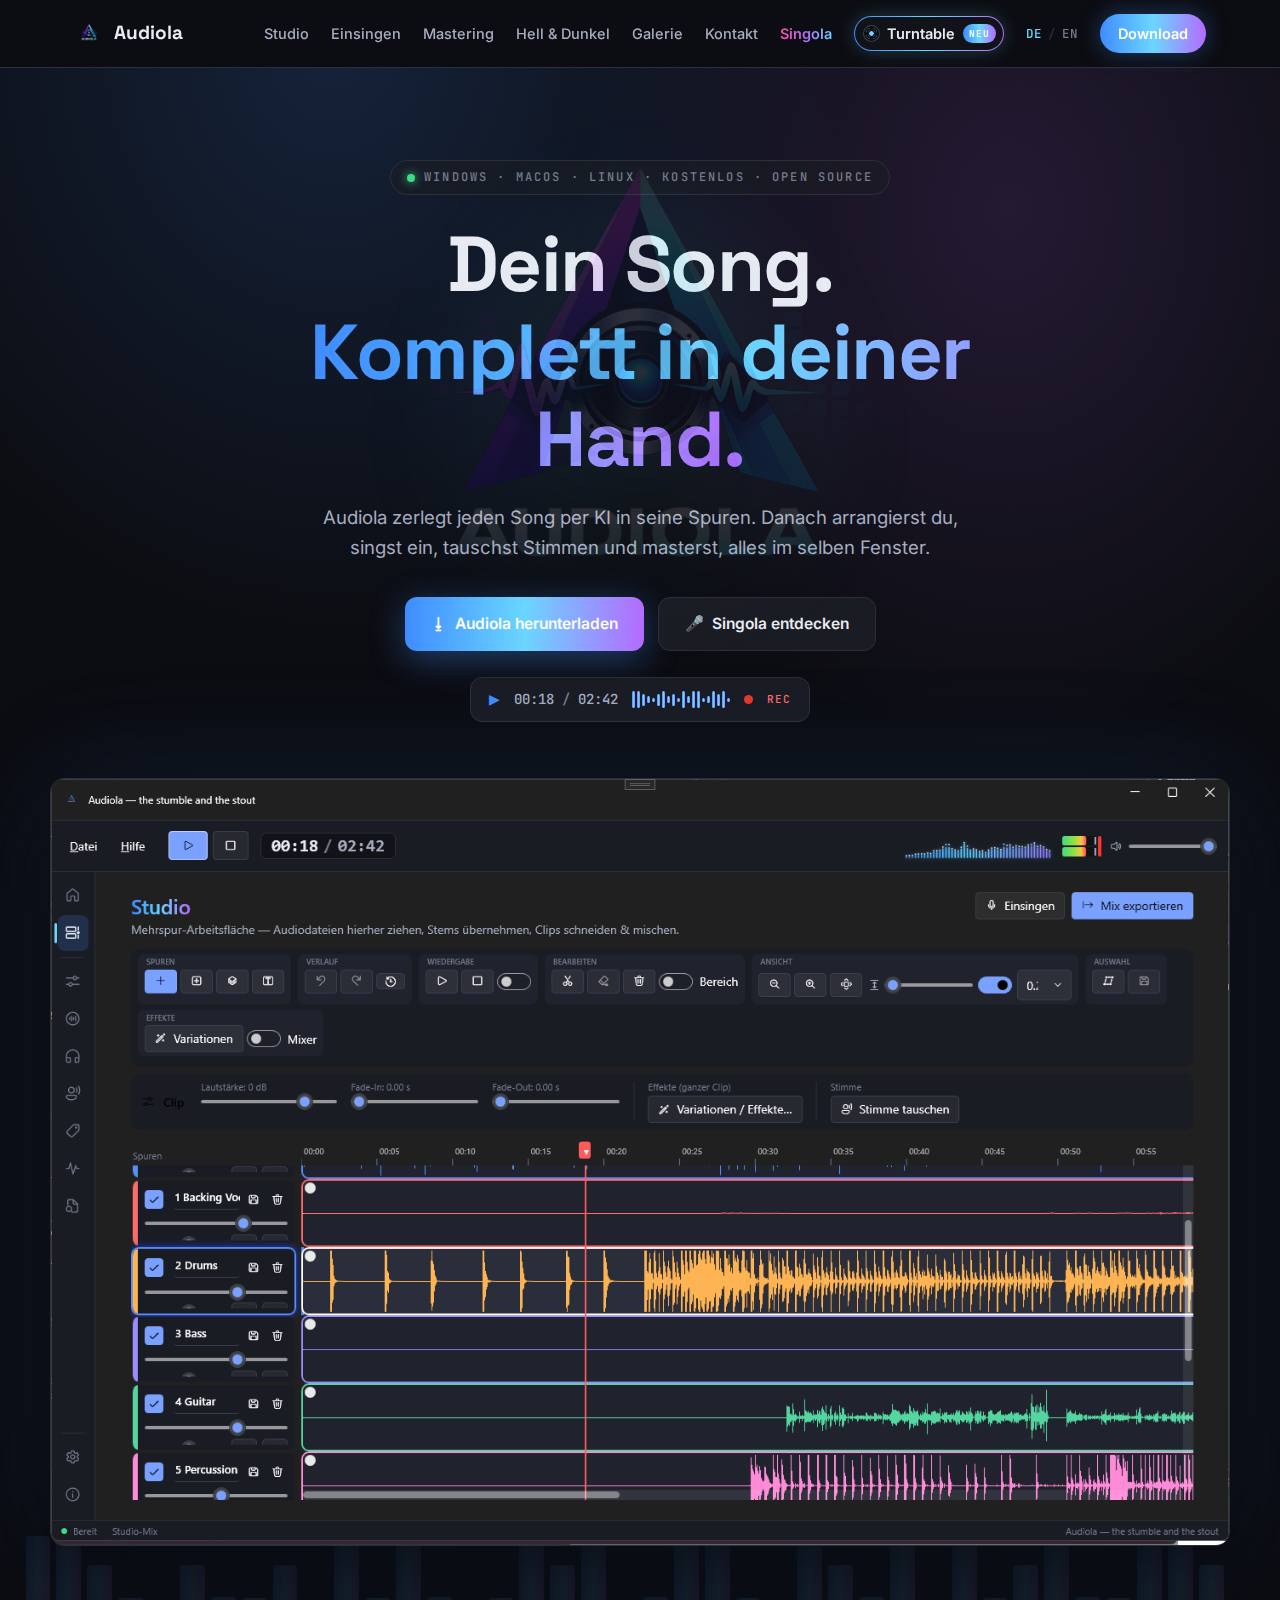 Audiola
Studio Einsingen Mastering Hell & Dunkel Galerie Kontakt Singola Turntable NEU DE / EN Download
WINDOWS · MACOS · LINUX · KOSTENLOS · OPEN SOURCE
Dein Song.
Komplett in deiner
Hand.
AUDIOLA
Audiola zerlegt jeden Song per KI in seine Spuren. Danach arrangierst du,
singst ein, tauschst Stimmen und masterst, alles im selben Fenster.
Audiola herunterladen
Singola entdecken
00:18 / 02:42 REC
Audiola — the stumble and the stout
Datei Hilfe 00:18 / 02:42
Studio
Einsingen Mix exportieren
Mehrspur-Arbeitsfläche — Audiodateien hierher ziehen, Stems übernehmen, Clips schneiden & mischen.
SPUREN VERLAUF WIEDERGABE BEARBEITEN ANSICHT AUSWAHL
Bereich
EFFEKTE
Variationen Mixer
Clip
Lautstärke: 0 dB Fade-In: 0.00 s Fade-Out: 0.00 s Effekte (ganzer Clip) Stimme
Variationen / Effekte... Stimme tauschen
Spuren
00:00 00:05 00:10 00:15 00:20 00:25 00:30 00:35 00:40 00:45 00:50 00:55
1 Backing Voc
2 Drums
3 Bass
4 Guitar
5 Percussion
Bereit Studio-Mix Audiola — the stumble and the stout